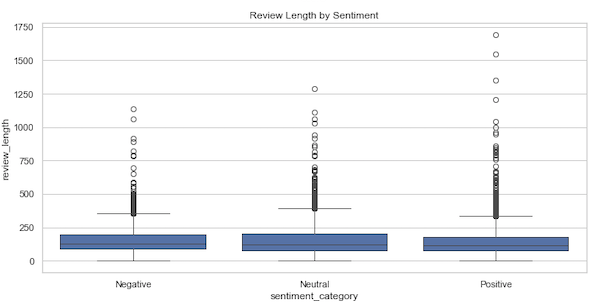 Review Length by Sentiment
1750
1500
1250
1000
750
500
250
0
review_length
Negative Neutral Positive
sentiment_category